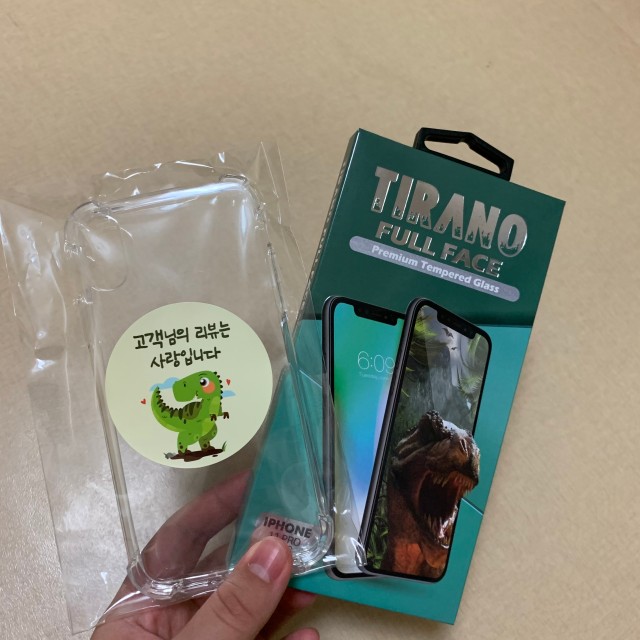 고객님의 리뷰는
사랑입니다
TIRANO
FULL FACE
Premium Tempered Glass
6:09
IPHONE
PRO